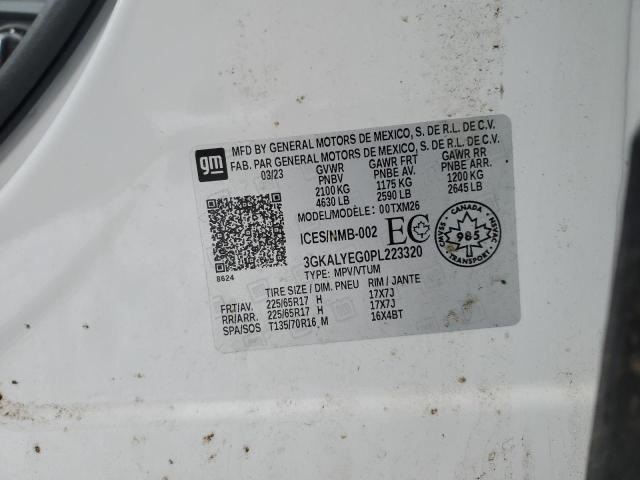 gm
MFD BY GENERAL MOTORS DE MEXICO, S. DE R.L. DE C.V.
FAB. PAR GENERAL MOTORS DE MEXICO, S. DE R.L. DE C.V.
03/23 GVWR GAWR FRT GAWR RR
PNBV PNBE AV. PNBE ARR.
2100 KG 1175 KG 1200 KG
4630 LB 2590 LB 2645 LB
MODEL/MODÈLE: 00TXM26
ICES/NMB-002 EC
CANADA
CMVSS 985 NSVAC
3GKALYEG0PL223320
8624
TYPE: MPV/VTUM
TIRE SIZE / DIM. PNEU RIM / JANTE
FRT/AV. 225/65R17 H 17X7J
RR/ARR. 225/65R17 H 17X7J
SPA/SOS T135/70R16 M 16X4BT